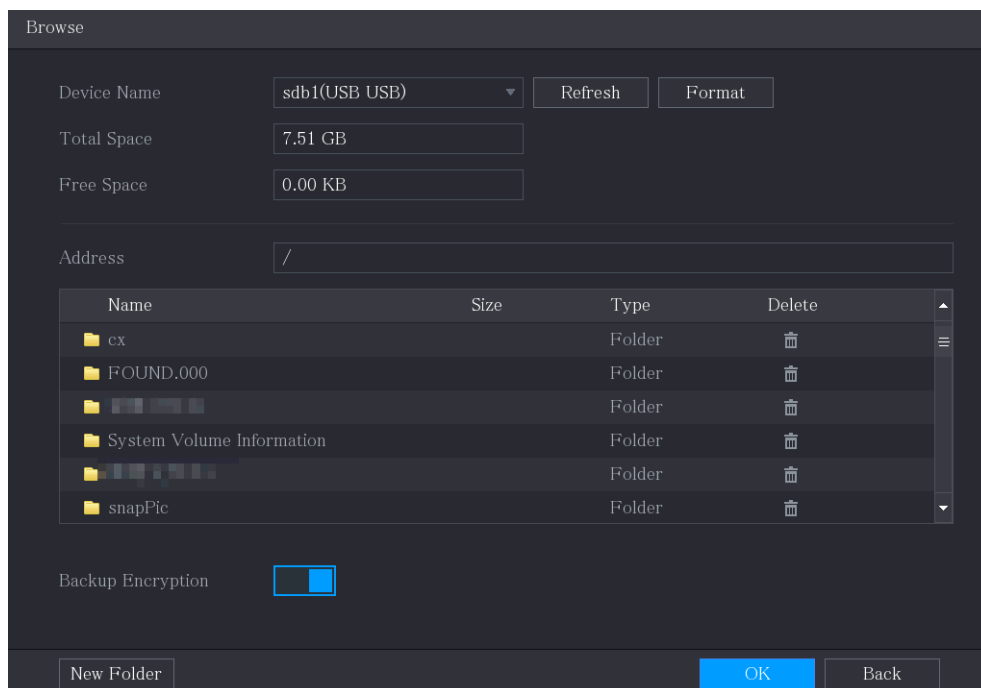 Browse
Device Name sdb1(USB USB) Refresh Format
Total Space 7.51 GB
Free Space 0.00 KB
Address /
Name Size Type Delete
cx Folder
FOUND.000 Folder
Folder
System Volume Information Folder
Folder
snapPic Folder
Backup Encryption
New Folder OK Back